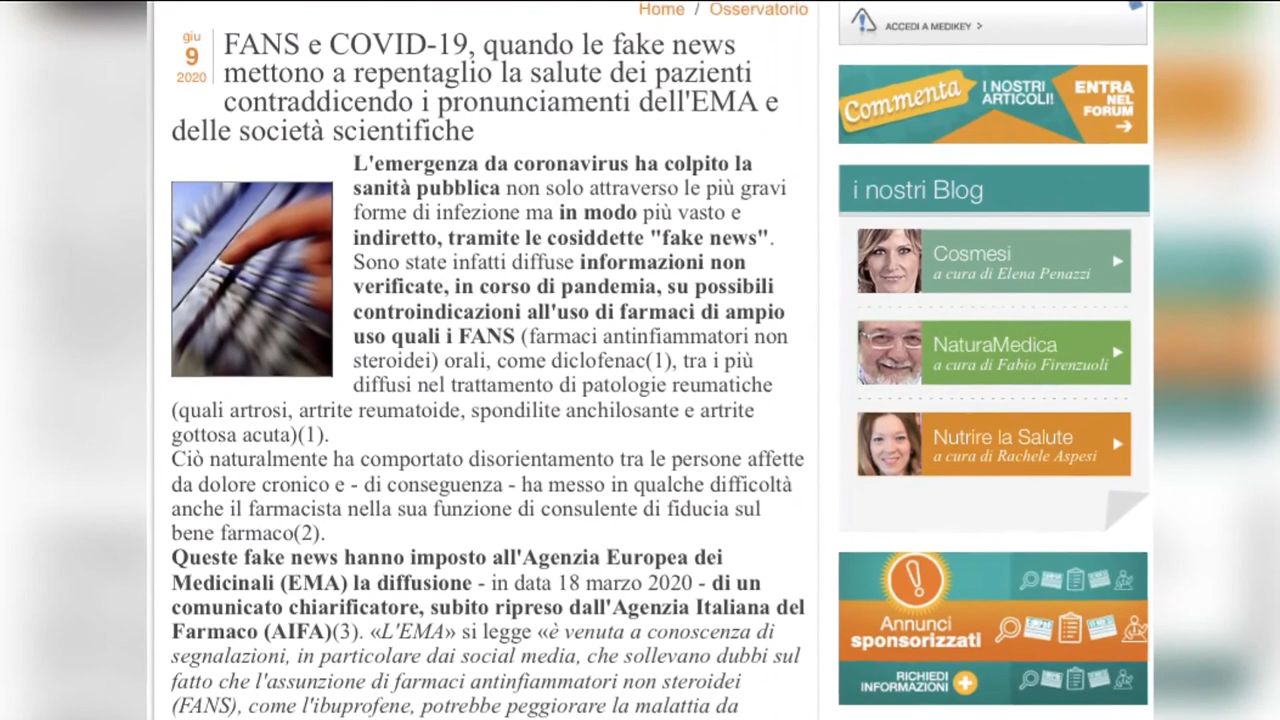 Home / Osservatorio
giu
9
2020
FANS e COVID-19, quando le fake news
mettono a repentaglio la salute dei pazienti
contraddicendo i pronunciamenti dell'EMA e
delle società scientifiche
L'emergenza da coronavirus ha colpito la
sanità pubblica non solo attraverso le più gravi
forme di infezione ma in modo più vasto e
indiretto, tramite le cosiddette "fake news".
Sono state infatti diffuse informazioni non
verificate, in corso di pandemia, su possibili
controindicazioni all'uso di farmaci di ampio
uso quali i FANS (farmaci antinfiammatori non
steroidei) orali, come diclofenac(1), tra i più
diffusi nel trattamento di patologie reumatiche
(quali artrosi, artrite reumatoide, spondilite anchilosante e artrite
gottosa acuta)(1).
Ciò naturalmente ha comportato disorientamento tra le persone affette
da dolore cronico e - di conseguenza - ha messo in qualche difficoltà
anche il farmacista nella sua funzione di consulente di fiducia sul
bene farmaco(2).
Queste fake news hanno imposto all'Agenzia Europea dei
Medicinali (EMA) la diffusione - in data 18 marzo 2020 - di un
comunicato chiarificatore, subito ripreso dall'Agenzia Italiana del
Farmaco (AIFA)(3). «L'EMA» si legge «è venuta a conoscenza di
segnalazioni, in particolare dai social media, che sollevano dubbi sul
fatto che l'assunzione di farmaci antinfiammatori non steroidei
(FANS), come l'ibuprofene, potrebbe peggiorare la malattia da
ACCEDI A MEDIKEY >
Commenta
I NOSTRI
ARTICOLI!
ENTRA
NEL
FORUM
i nostri Blog
Cosmesi
a cura di Elena Penazzi
NaturaMedica
a cura di Fabio Firenzuoli
Nutrire la Salute
a cura di Rachele Aspesi
Annunci
sponsorizzati
RICHIEDI
INFORMAZIONI